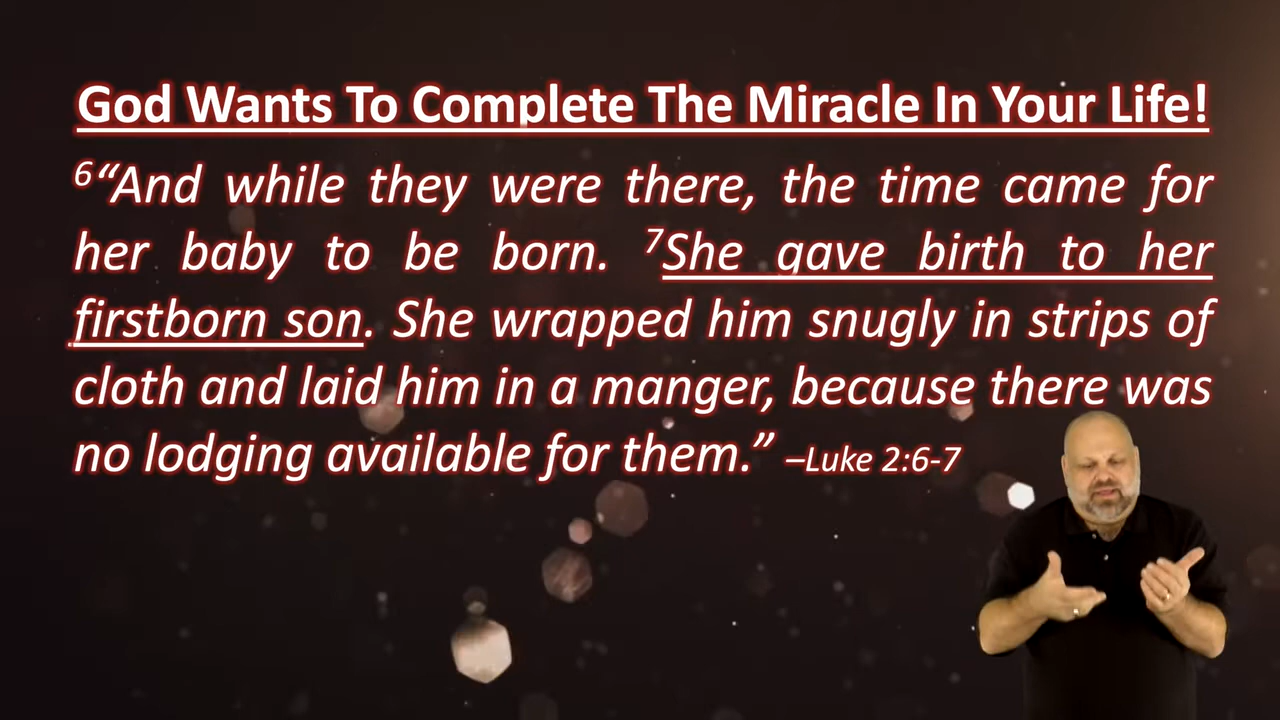 God Wants To Complete The Miracle In Your Life!
⁶“And while they were there, the time came for
her baby to be born. ⁷She gave birth to her
firstborn son. She wrapped him snugly in strips of
cloth and laid him in a manger, because there was
no lodging available for them.” –Luke 2:6-7